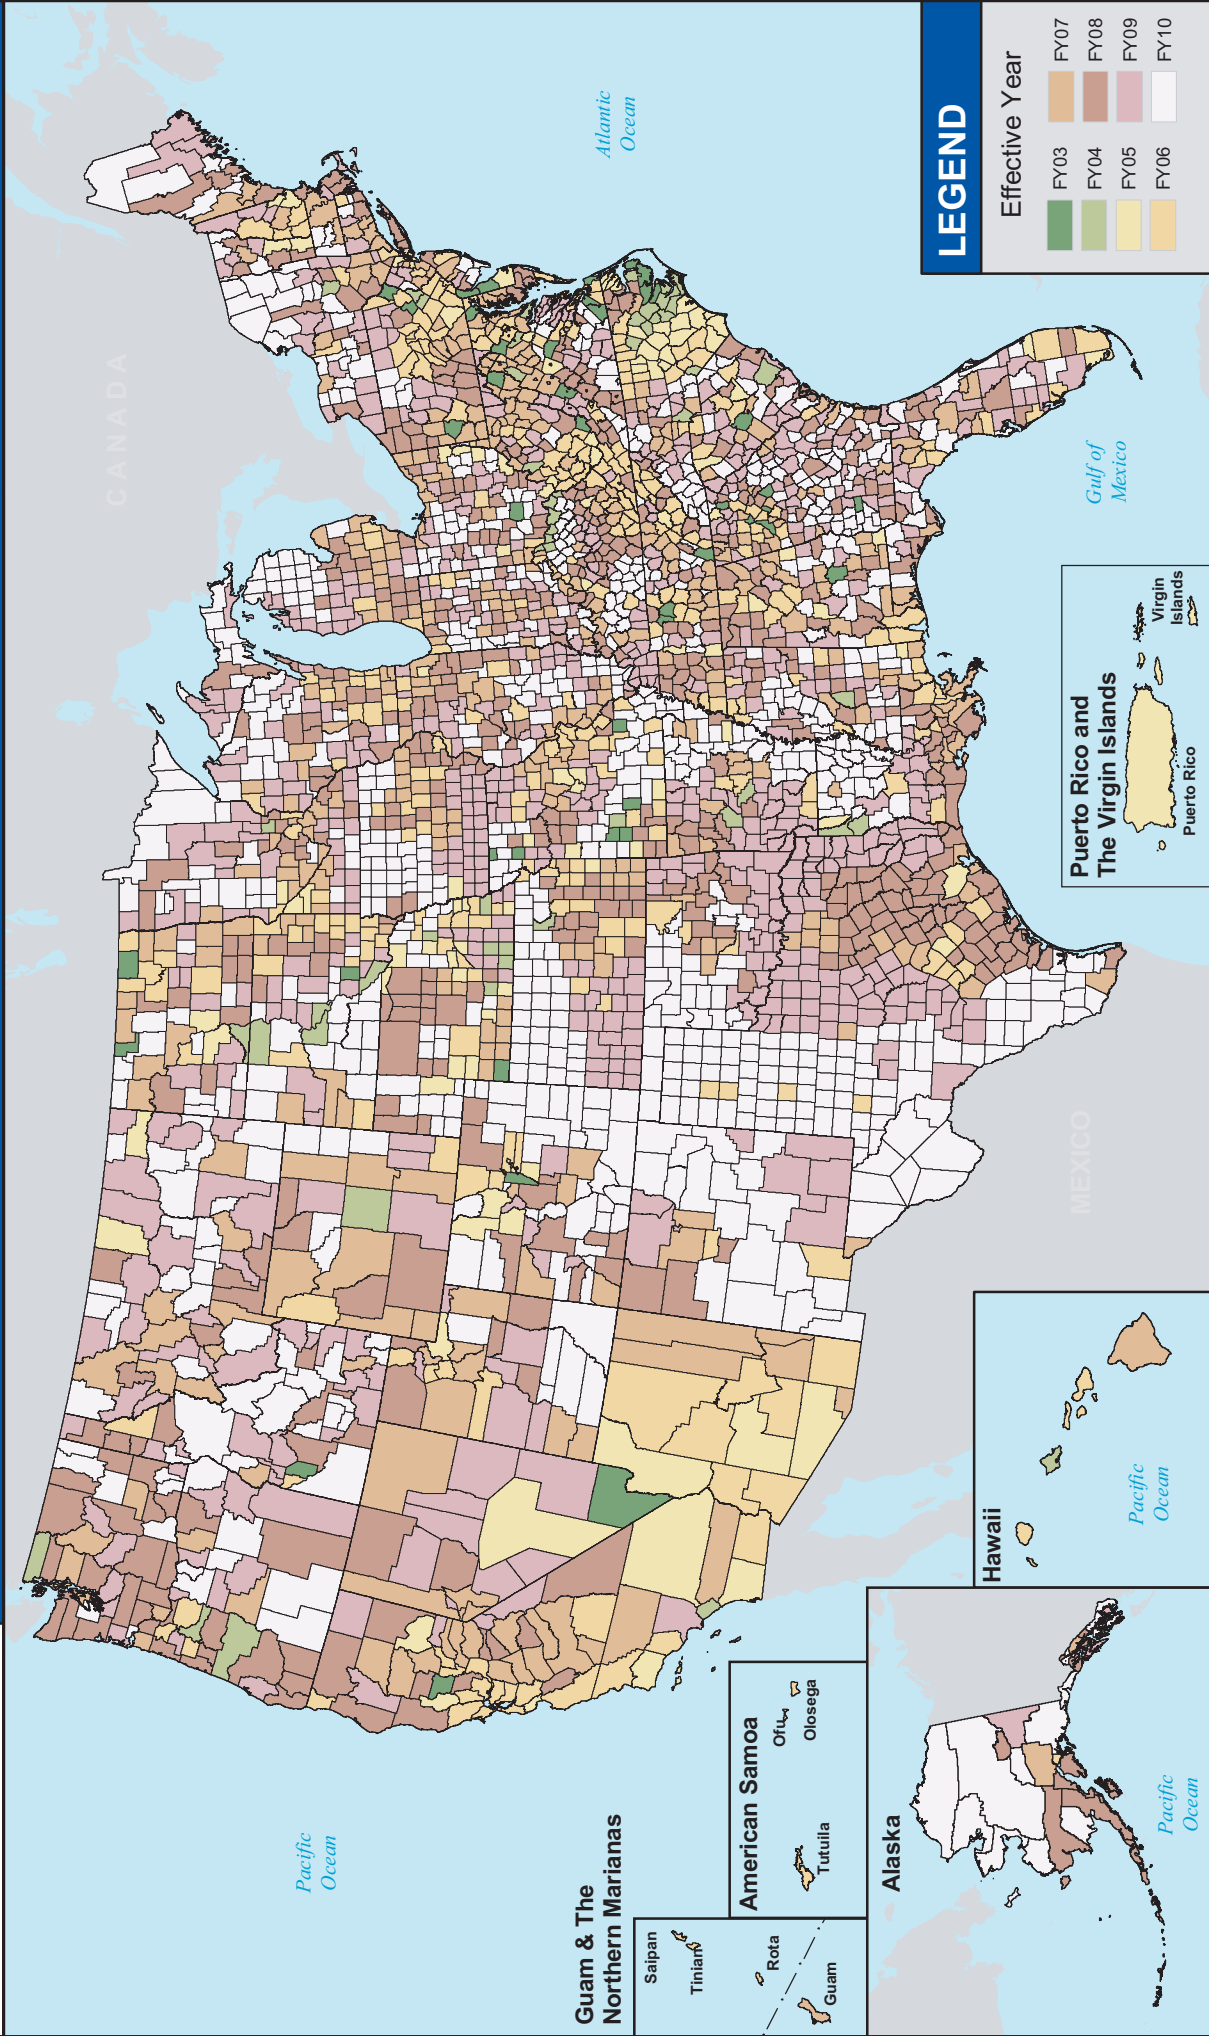 CANADA
Atlantic
Ocean
Gulf of
Mexico
MEXICO
Pacific
Ocean
LEGEND
Effective Year
FY03
FY04
FY05
FY06
FY07
FY08
FY09
FY10
Puerto Rico and
The Virgin Islands
Puerto Rico
Virgin
Islands
Hawaii
Pacific
Ocean
Alaska
Pacific
Ocean
American Samoa
Ofu
Olosega
Tutuila
Guam & The
Northern Marianas
Saipan
Tinian
Rota
Guam